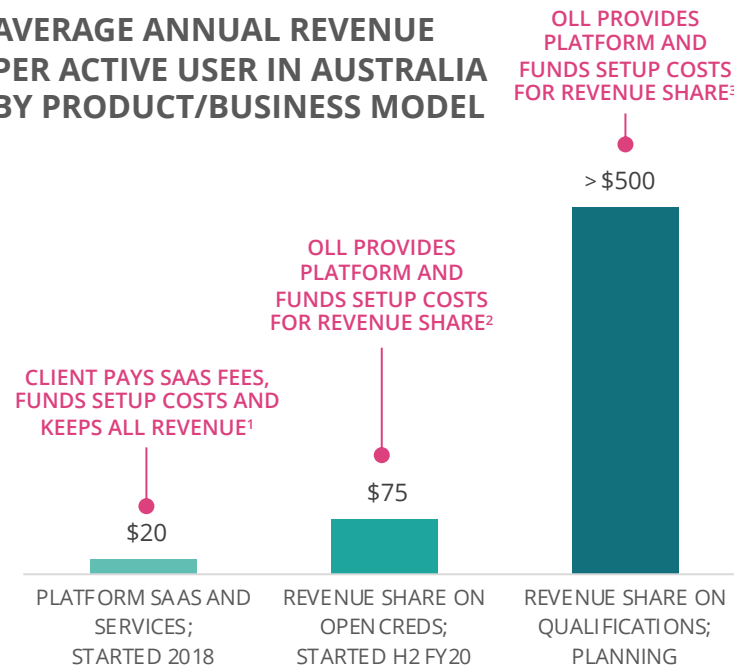 AVERAGE ANNUAL REVENUE
PER ACTIVE USER IN AUSTRALIA
BY PRODUCT/BUSINESS MODEL
OLL PROVIDES
PLATFORM AND
FUNDS SETUP COSTS
FOR REVENUE SHARE³
> $500
OLL PROVIDES
PLATFORM AND
FUNDS SETUP COSTS
FOR REVENUE SHARE²
$75
CLIENT PAYS SAAS FEES,
FUNDS SETUP COSTS AND
KEEPS ALL REVENUE¹
$20
PLATFORM SAAS AND
SERVICES;
STARTED 2018
REVENUE SHARE ON
OPENCREDS;
STARTED H2 FY20
REVENUE SHARE ON
QUALIFICATIONS;
PLANNING